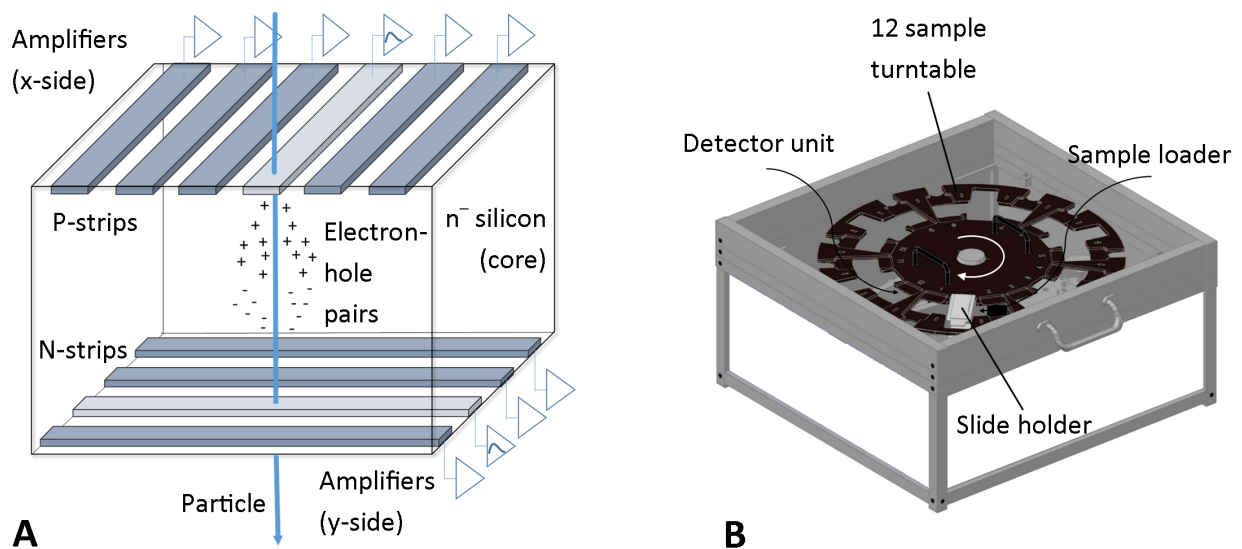 Amplifiers
(x-side)
P-strips
Electron-
hole
pairs
n⁻ silicon
(core)
N-strips
Particle
Amplifiers
(y-side)
A
12 sample
turntable
Detector unit
Sample loader
Slide holder
B